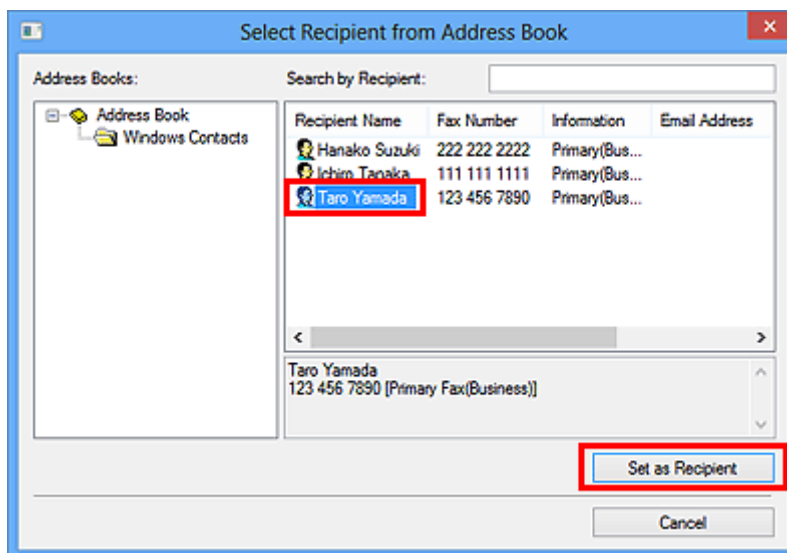 Select Recipient from Address Book
Address Books:
Search by Recipient:
Address Book
Windows Contacts
Recipient Name Fax Number Information Email Address
Hanako Suzuki 222 222 2222 Primary(Bus...
Ichiro Tanaka 111 111 1111 Primary(Bus...
Taro Yamada 123 456 7890 Primary(Bus...
Taro Yamada
123 456 7890 [Primary Fax(Business)]
Set as Recipient
Cancel